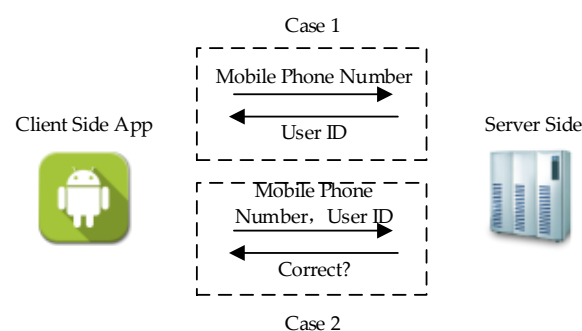 Case 1
Mobile Phone Number
User ID
Client Side App
Server Side
Mobile Phone
Number，User ID
Correct?
Case 2